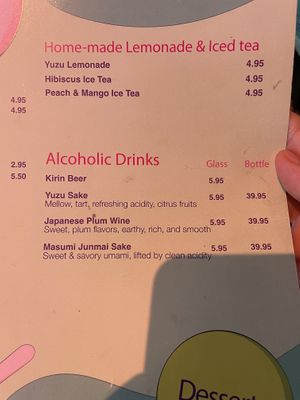 Home-made Lemonade & Iced tea
Yuzu Lemonade 4.95
Hibiscus Ice Tea 4.95
Peach & Mango Ice Tea 4.95
4.95
4.95
2.95
5.50
Alcoholic Drinks Glass Bottle
Kirin Beer 5.95
Yuzu Sake 5.95 39.95
Mellow, tart, refreshing acidity, citrus fruits
Japanese Plum Wine 5.95 39.95
Sweet, plum flavors, earthy, rich, and smooth
Masumi Junmai Sake 5.95 39.95
Sweet & savory umami, lifted by clean acidity
Dessert